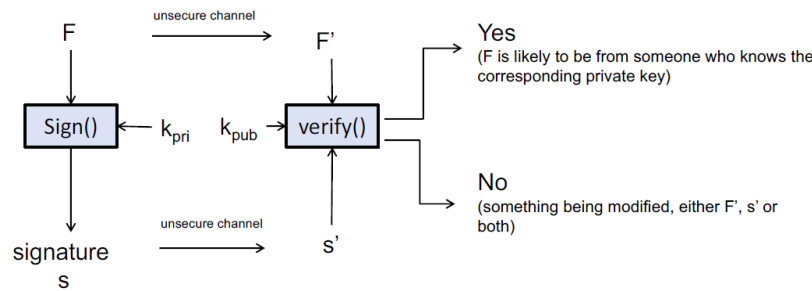 unsecure channel
F
F'
Yes
(F is likely to be from someone who knows the
corresponding private key)
Sign()
kpri
kpub
verify()
No
(something being modified, either F', s' or
both)
unsecure channel
signature
s
s'